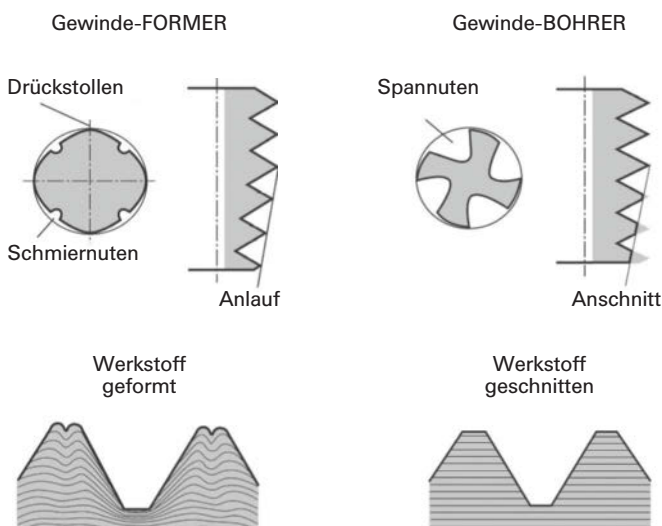 Gewinde-FORMER
Gewinde-BOHRER
Drückstollen
Spannuten
Schmiernuten
Anlauf
Anschnitt
Werkstoff
geformt
Werkstoff
geschnitten